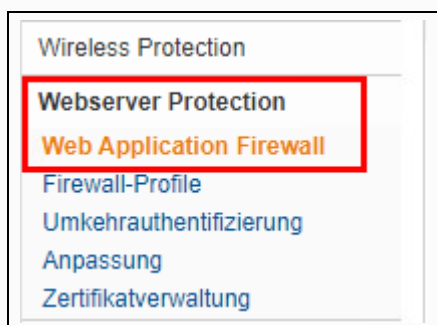 Wireless Protection
Webserver Protection
Web Application Firewall
Firewall-Profile
Umkehrauthentifizierung
Anpassung
Zertifikatverwaltung